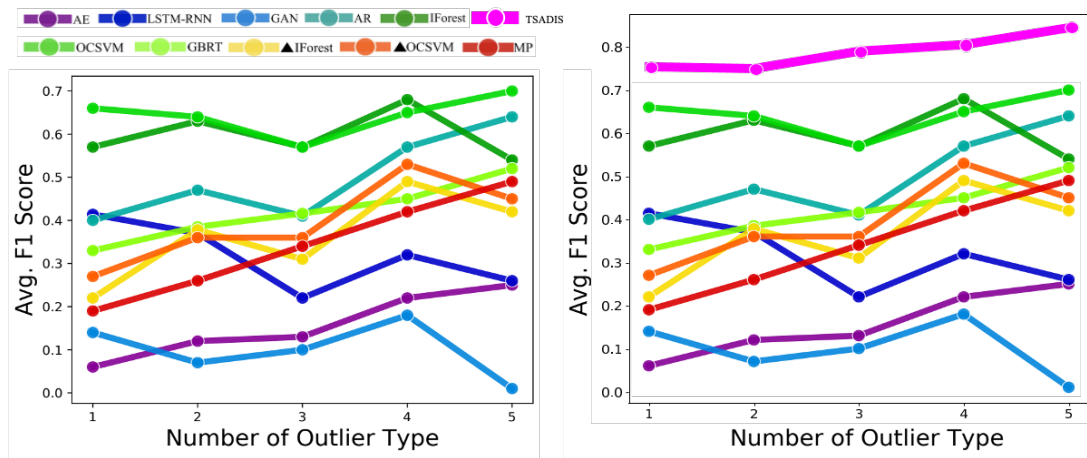 AE LSTM-RNN GAN AR IForest TSADIS
OCSVM GBRT ▲IForest ▲OCSVM MP
Avg. F1 Score
0.7
0.6
0.5
0.4
0.3
0.2
0.1
0.0
1 2 3 4 5
Number of Outlier Type
Avg. F1 Score
0.8
0.7
0.6
0.5
0.4
0.3
0.2
0.1
0.0
1 2 3 4 5
Number of Outlier Type